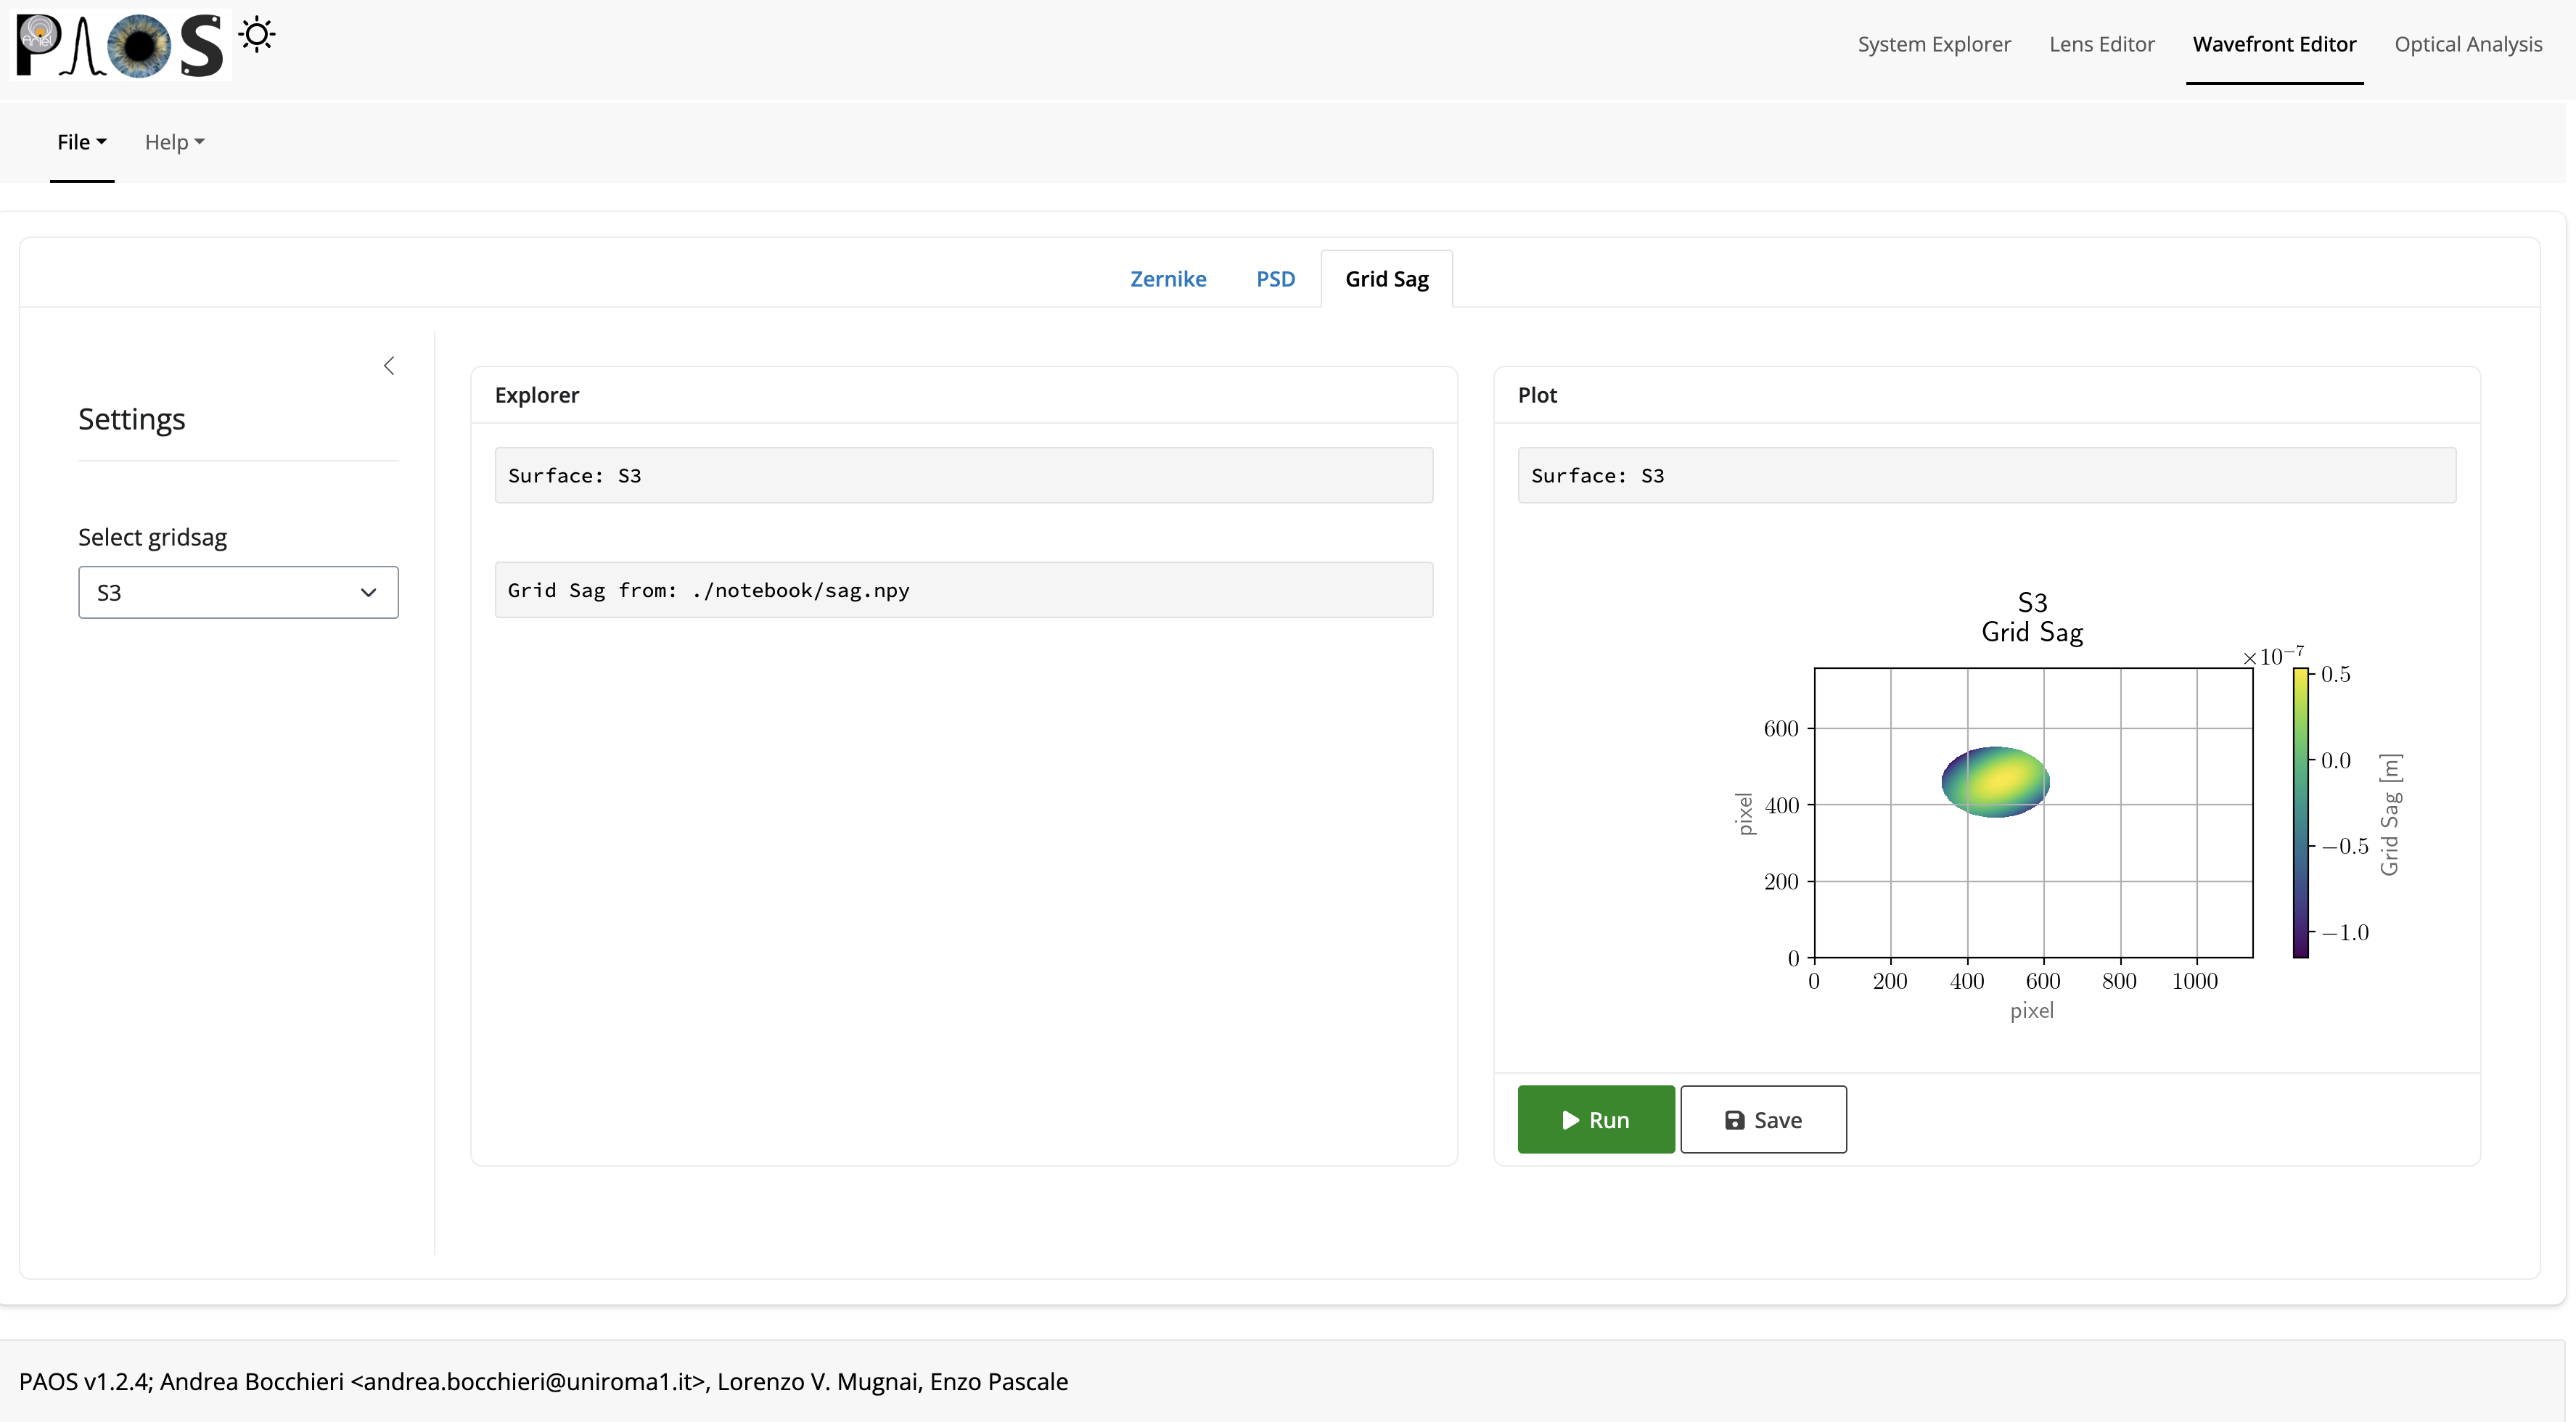 PAOS
Ariel
System Explorer
Lens Editor
Wavefront Editor
Optical Analysis
File
Help
Zernike
PSD
Grid Sag
Settings
Select gridsag
S3
Explorer
Surface: S3
Grid Sag from: ./notebook/sag.npy
Plot
Surface: S3
S3
Grid Sag
×10−7
0.5
0.0
−0.5
−1.0
Grid Sag [m]
600
400
200
0
pixel
0 200 400 600 800 1000
pixel
Run
Save
PAOS v1.2.4; Andrea Bocchieri <andrea.bocchieri@uniroma1.it>, Lorenzo V. Mugnai, Enzo Pascale